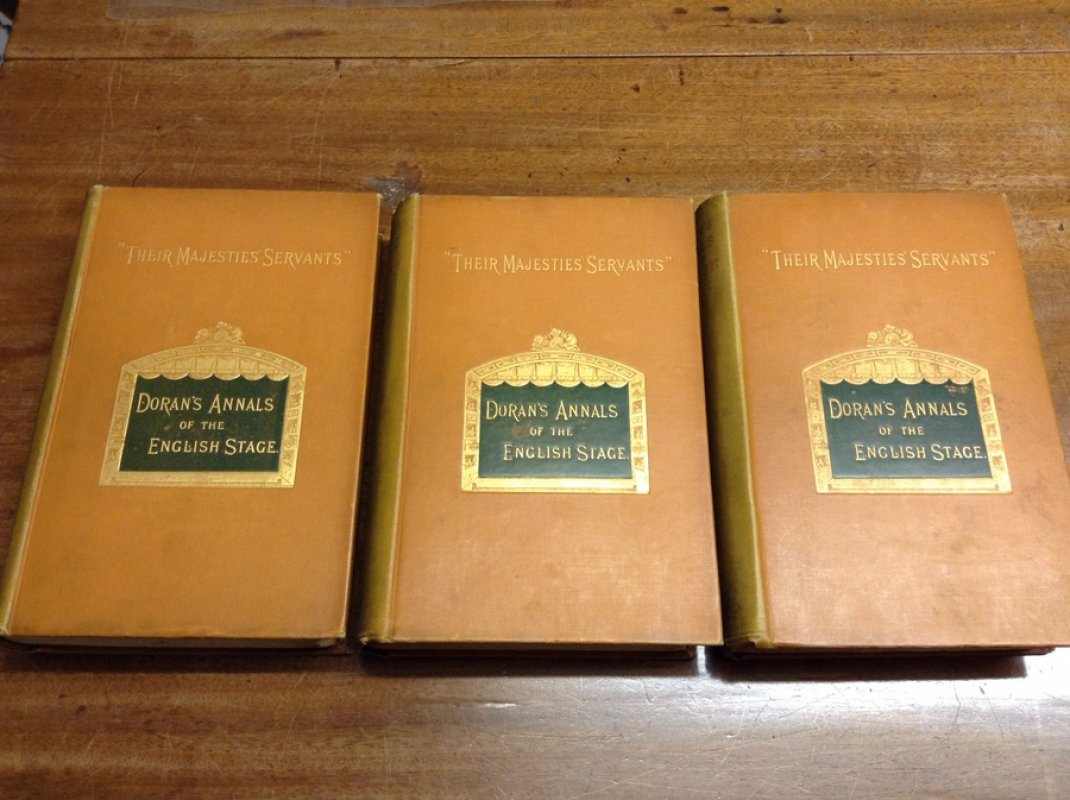 "THEIR MAJESTIES' SERVANTS"
DORAN'S ANNALS
OF THE
ENGLISH STAGE.
"THEIR MAJESTIES' SERVANTS"
DORAN'S ANNALS
OF THE
ENGLISH STAGE.
"THEIR MAJESTIES' SERVANTS"
DORAN'S ANNALS
OF THE
ENGLISH STAGE.